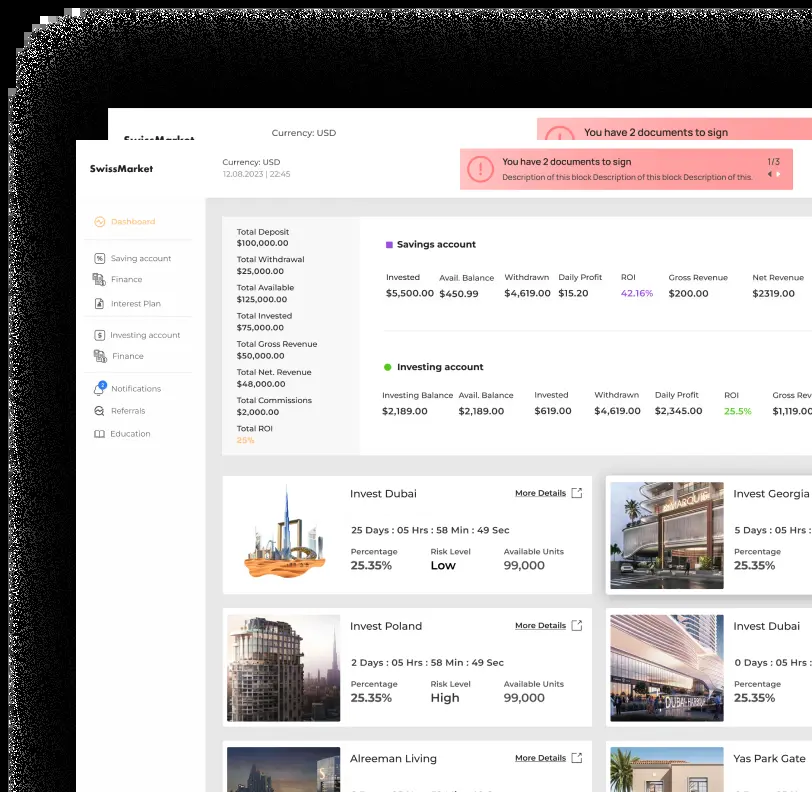 Currency: USD
You have 2 documents to sign
SwissMarket
Currency: USD
12.08.2023 | 22:45
You have 2 documents to sign
Description of this block Description of this block Description of this.
1/3
Dashboard
Saving account
Finance
Interest Plan
Investing account
Finance
2
Notifications
Referrals
Education
Total Deposit
$100,000.00
Total Withdrawal
$25,000.00
Total Available
$125,000.00
Total Invested
$75,000.00
Total Gross Revenue
$50,000.00
Total Net. Revenue
$48,000.00
Total Commissions
$2,000.00
Total ROI
25%
Savings account
Invested Avail. Balance Withdrawn Daily Profit ROI Gross Revenue Net Revenue
$5,500.00 $450.99 $4,619.00 $15.20 42.16% $200.00 $2319.00
Investing account
Investing Balance Avail. Balance Invested Withdrawn Daily Profit ROI Gross Rev
$2,189.00 $2,189.00 $619.00 $4,619.00 $2,345.00 25.5% $1,119.00
Invest Dubai
More Details
25 Days : 05 Hrs : 58 Min : 49 Sec
Percentage Risk Level Available Units
25.35% Low 99,000
MARQUIS
Invest Georgia
5 Days : 05 Hrs :
Percentage
25.35%
Invest Poland
More Details
2 Days : 05 Hrs : 58 Min : 49 Sec
Percentage Risk Level Available Units
25.35% High 99,000
Invest Dubai
0 Days : 05 Hrs :
Percentage
25.35%
Alreeman Living
More Details
Yas Park Gate